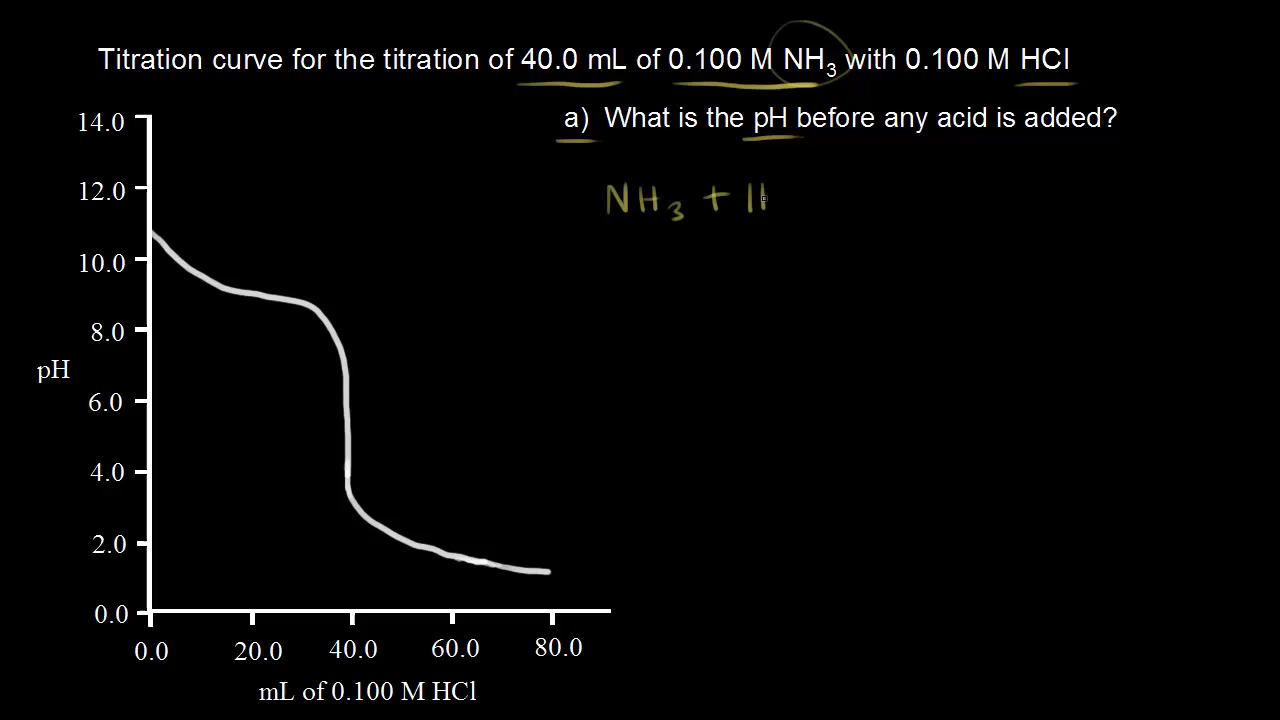 Titration curve for the titration of 40.0 mL of 0.100 M NH₃ with 0.100 M HCl
a) What is the pH before any acid is added?
NH₃ + H
14.0
12.0
10.0
8.0
pH
6.0
4.0
2.0
0.0
0.0 20.0 40.0 60.0 80.0
mL of 0.100 M HCl